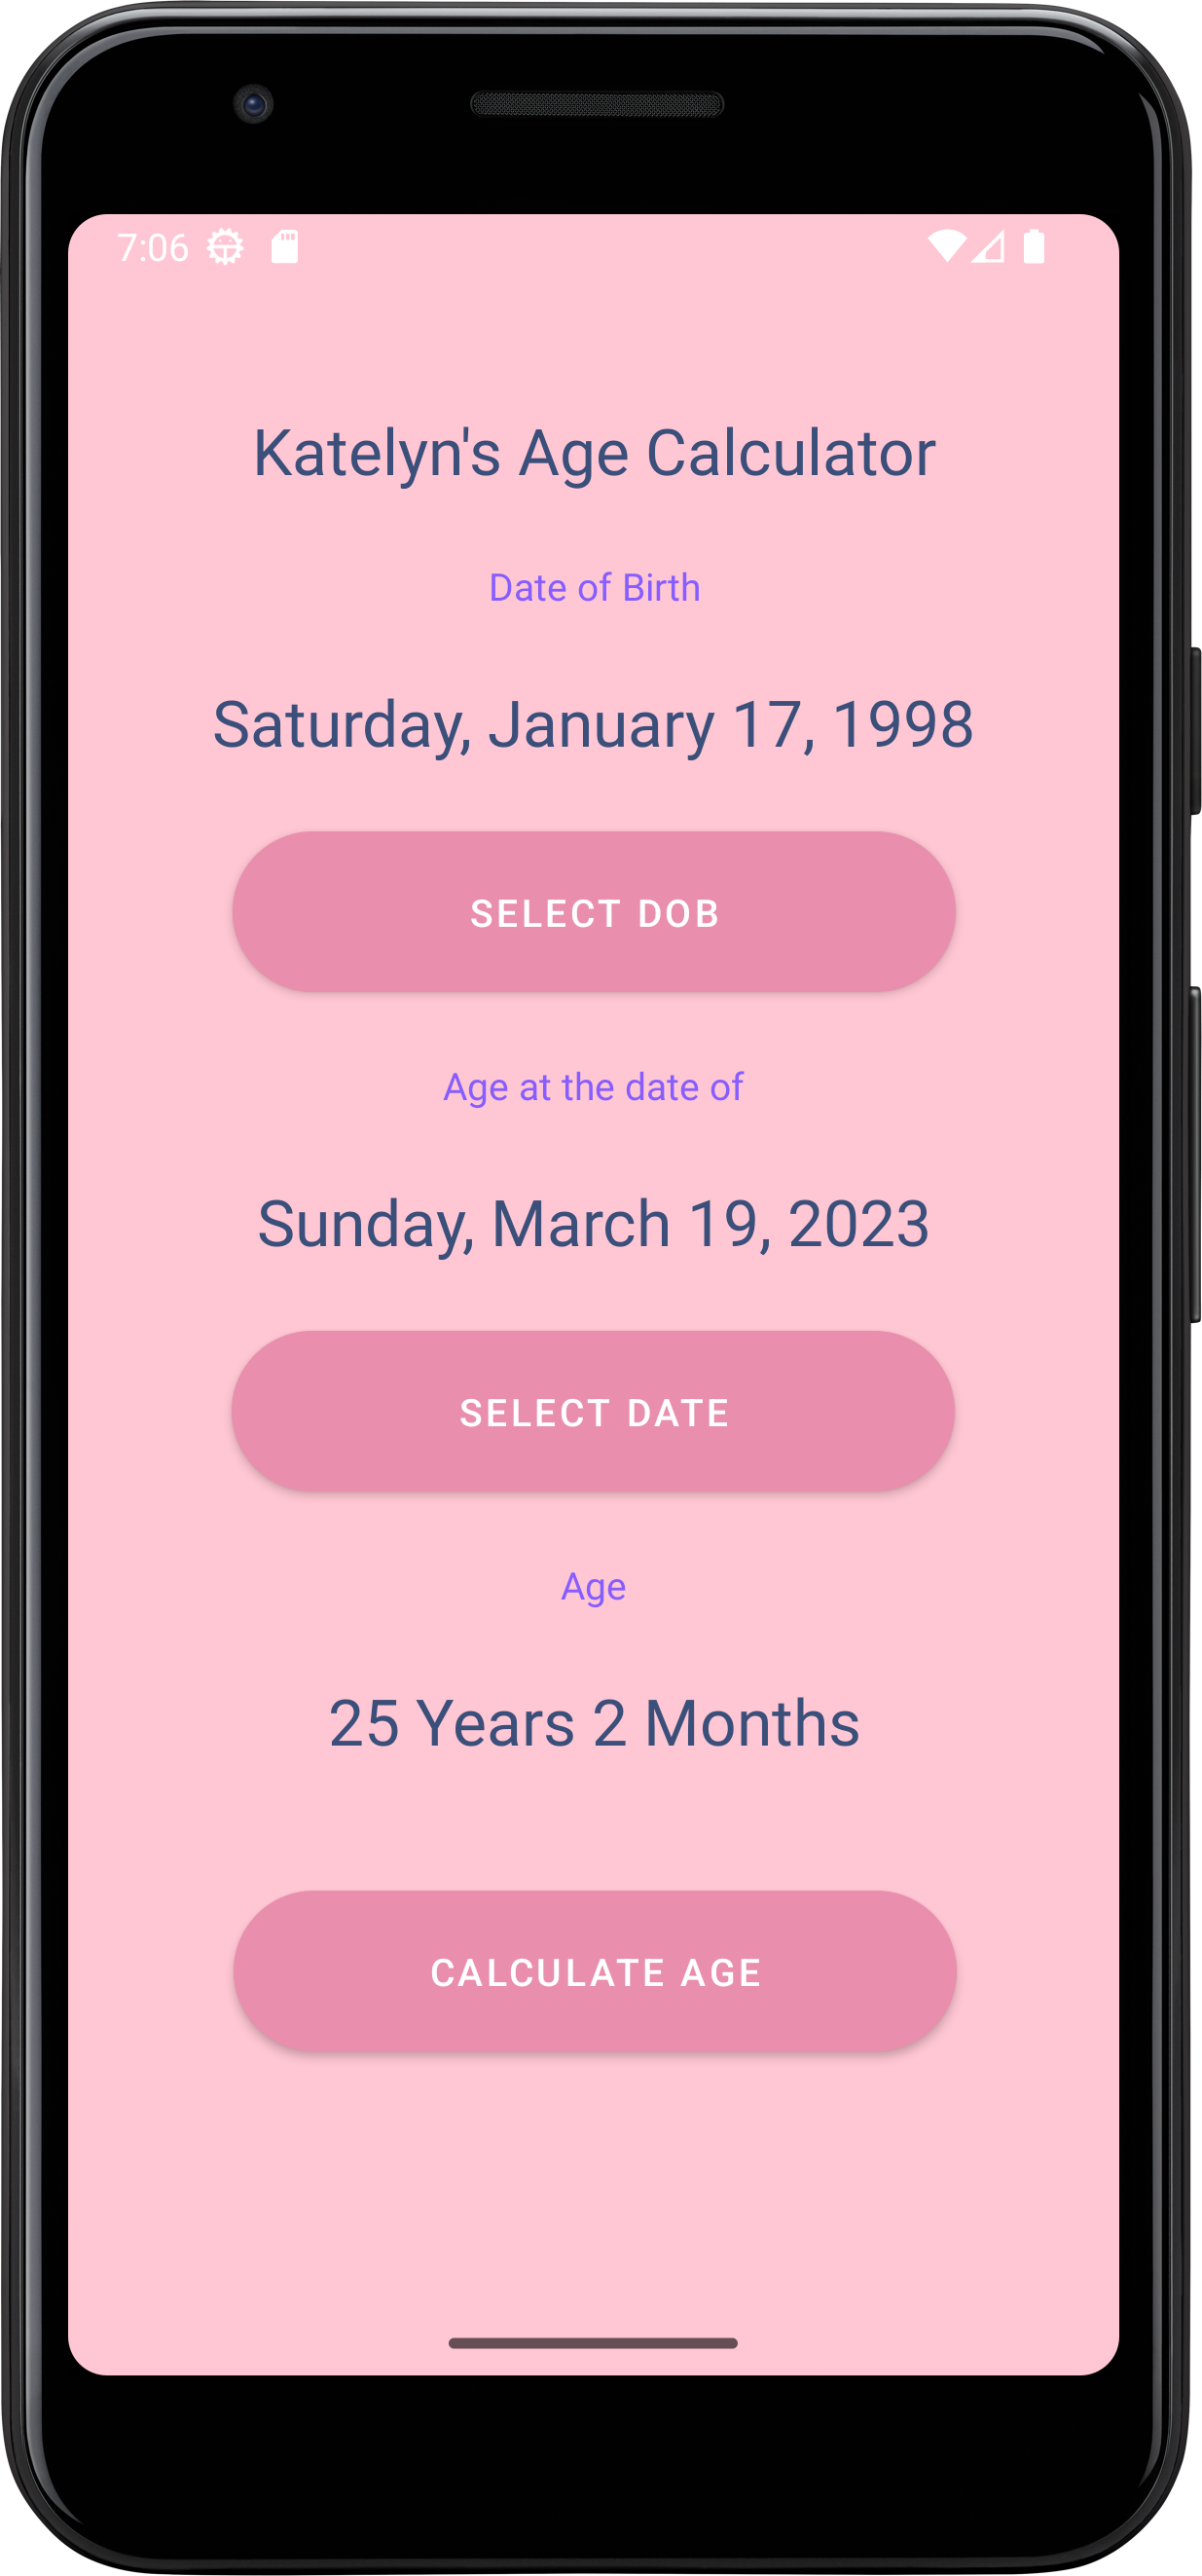 7:06
Katelyn's Age Calculator
Date of Birth
Saturday, January 17, 1998
SELECT DOB
Age at the date of
Sunday, March 19, 2023
SELECT DATE
Age
25 Years 2 Months
CALCULATE AGE